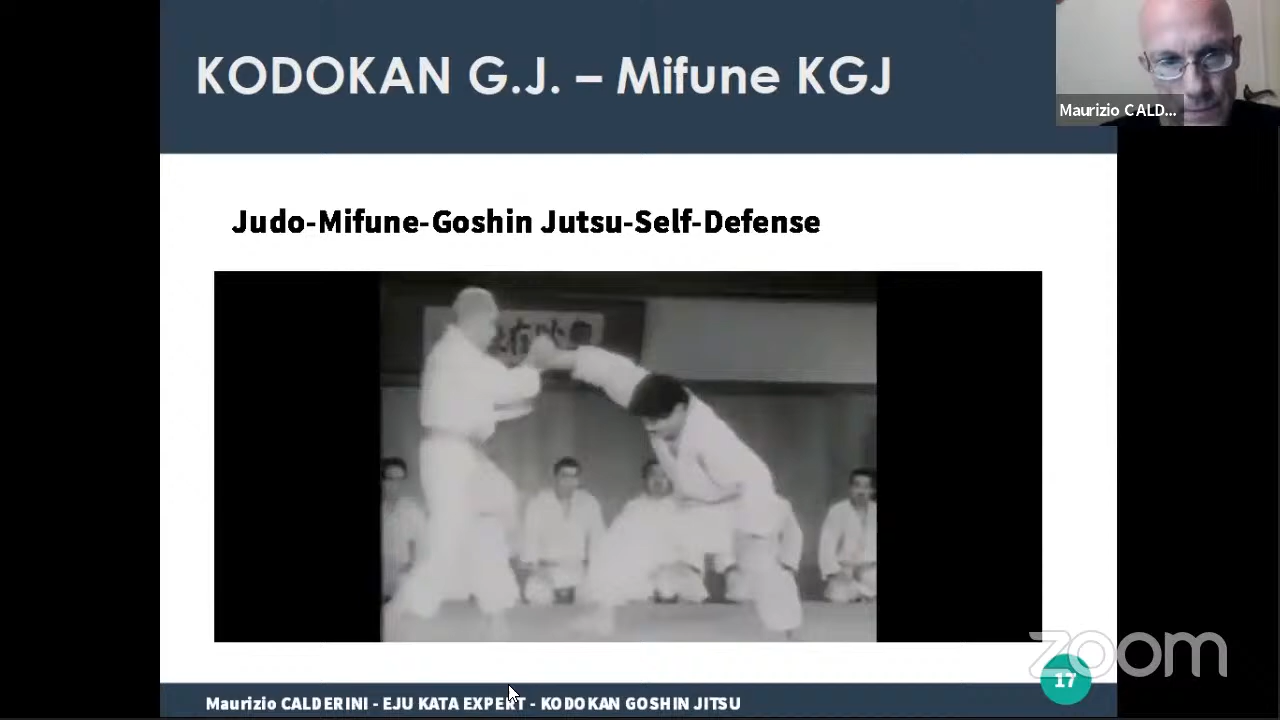 KODOKAN G.J. – Mifune KGJ
Maurizio CALD...
Judo-Mifune-Goshin Jutsu-Self-Defense
zoom
17
Maurizio CALDERINI - EJU KATA EXPERT - KODOKAN GOSHIN JITSU